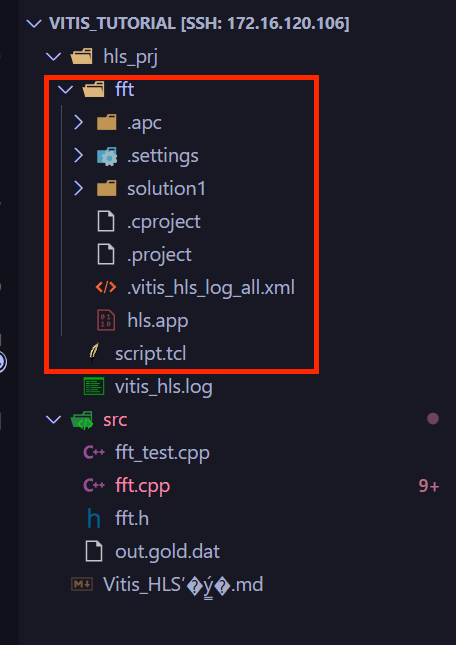 VITIS_TUTORIAL [SSH: 172.16.120.106]
hls_prj
fft
.apc
.settings
solution1
.cproject
.project
.vitis_hls_log_all.xml
hls.app
script.tcl
vitis_hls.log
src
fft_test.cpp
fft.cpp 9+
fft.h
out.gold.dat
Vitis_HLS'�ỳ̳�.md